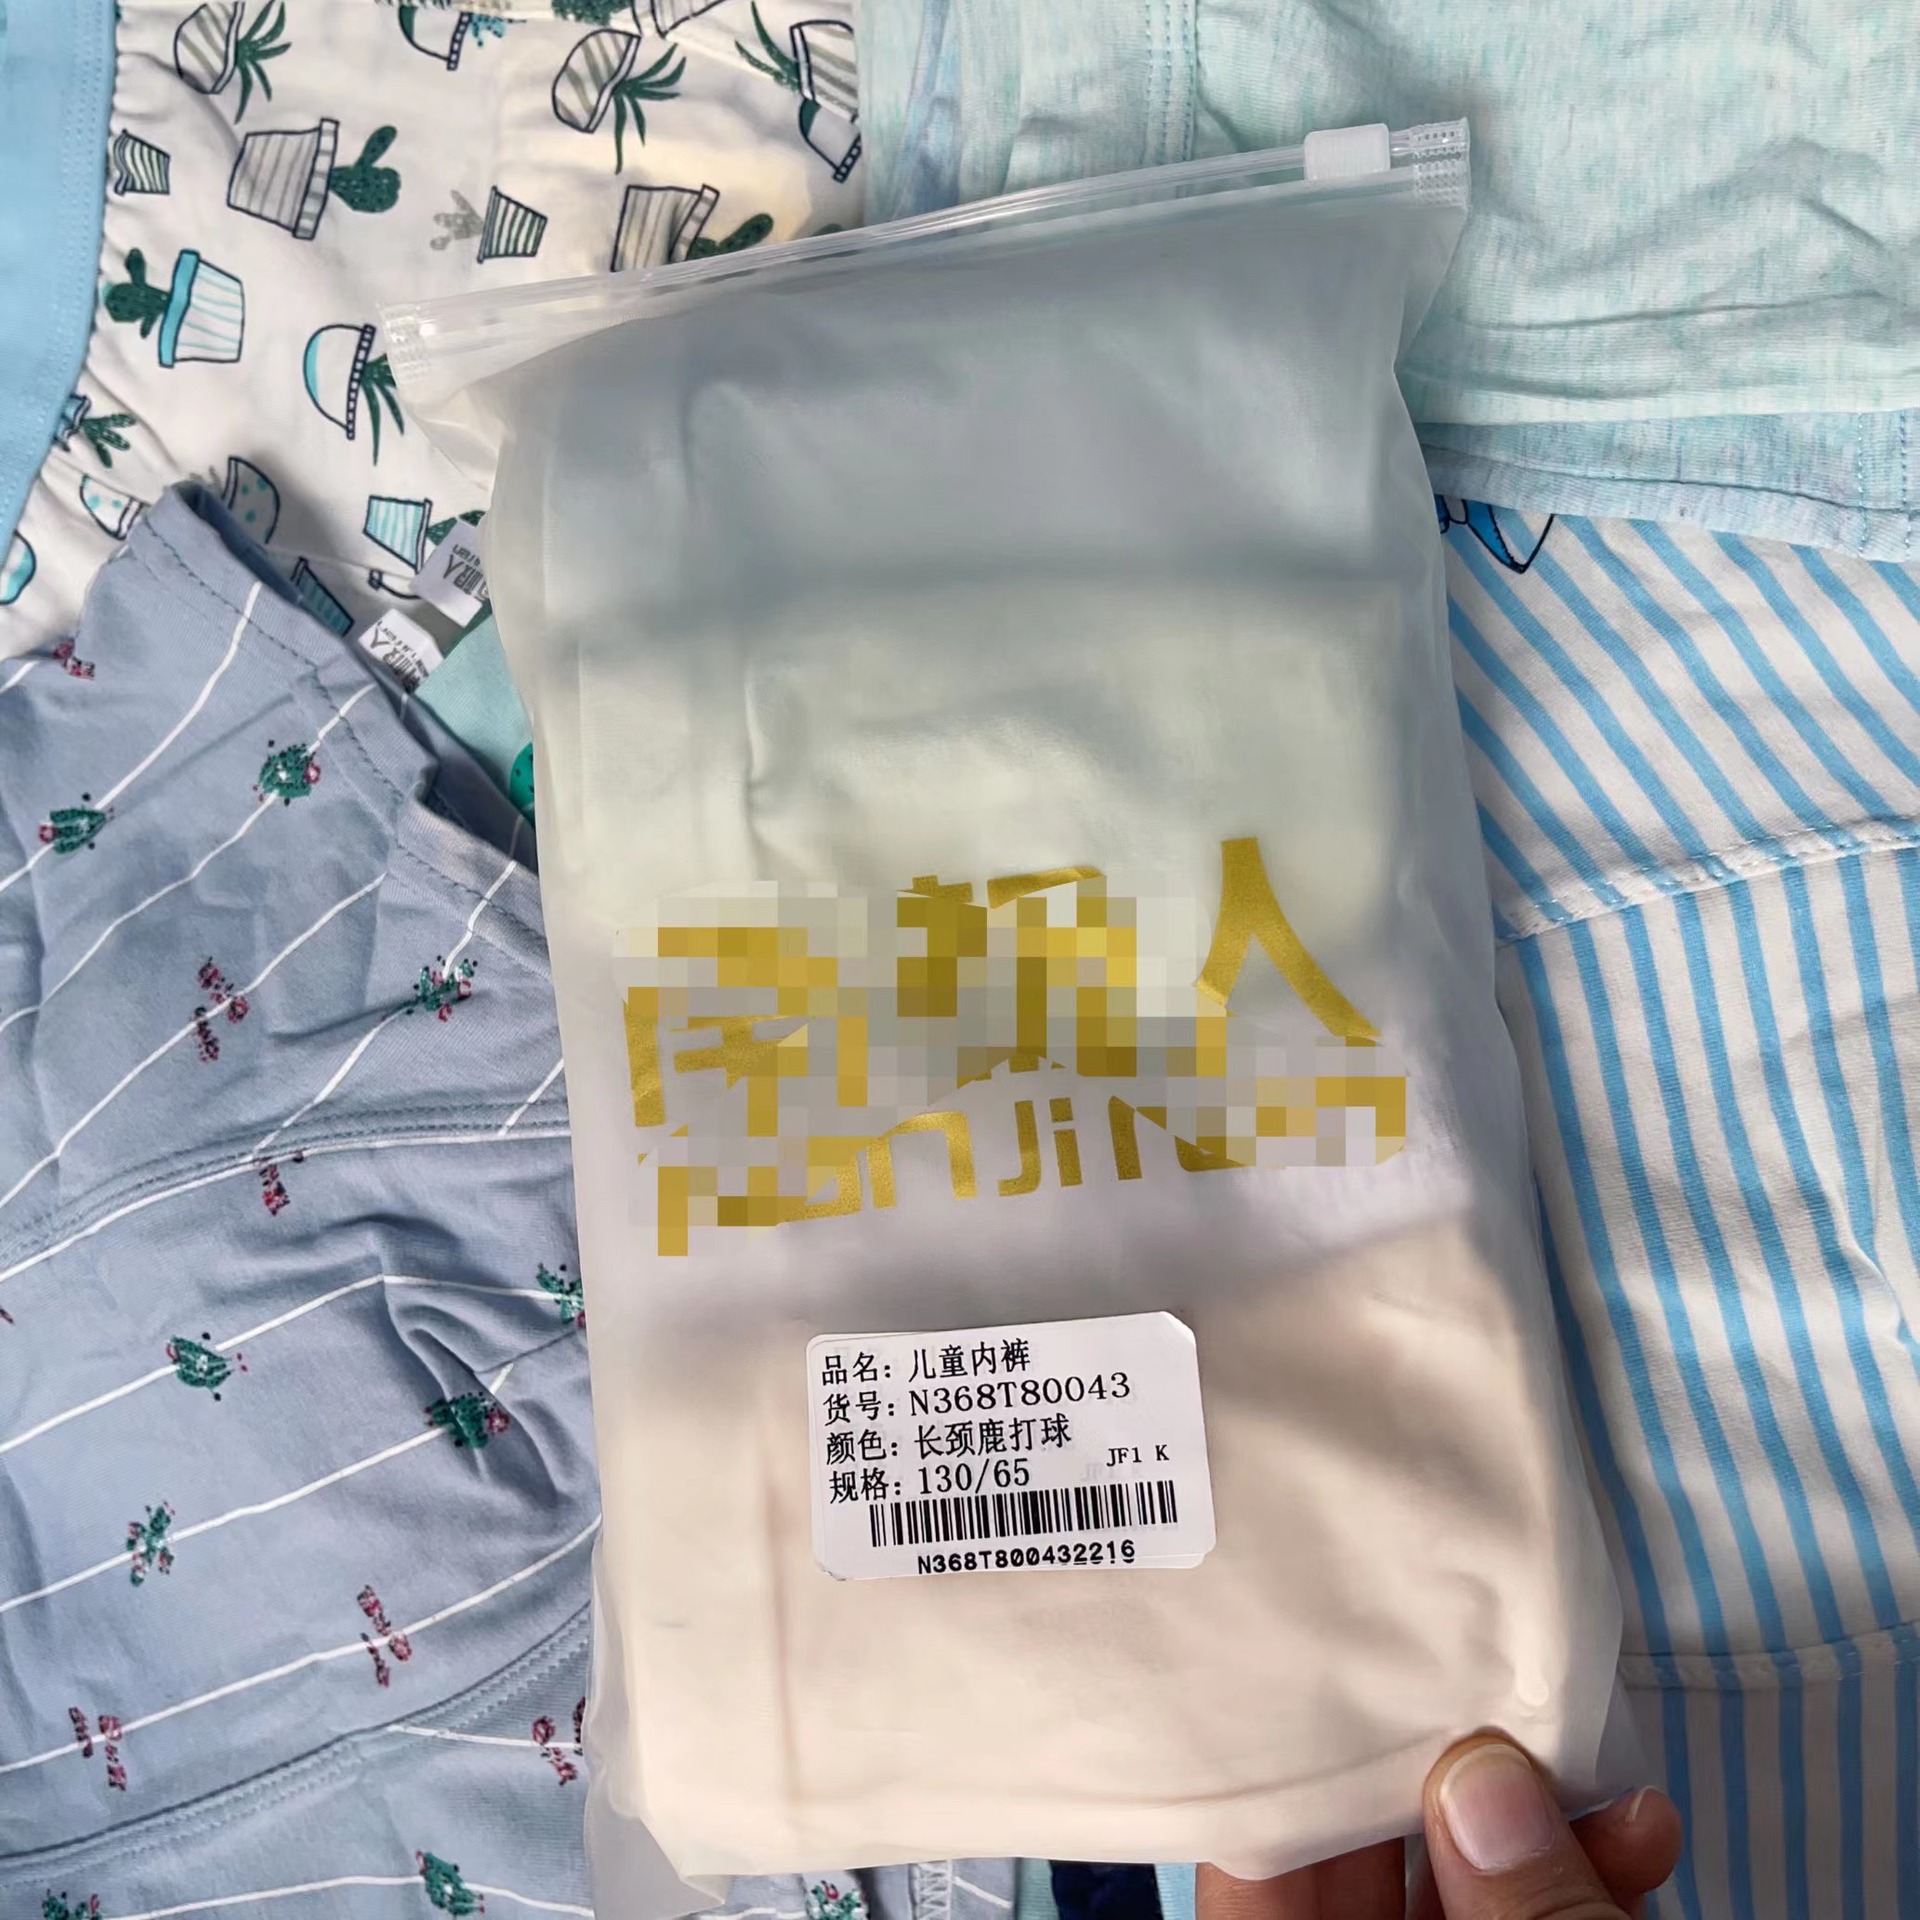 人
品名：儿童内裤
货号：N368T80043
颜色：长颈鹿打球
规格：130/65
JF1 K
N368T800432216